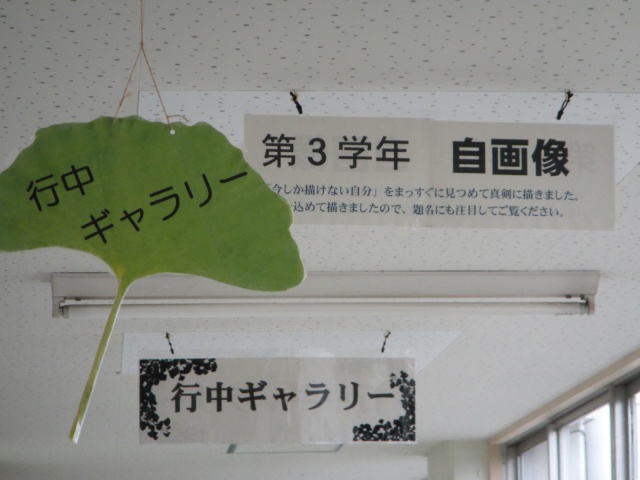 行中
ギャラリー
第3学年 自画像
今しか描けない自分」をまっすぐに見つめて真剣に描きました。
込めて描きましたので、題名にも注目してご覧ください。
行中ギャラリー